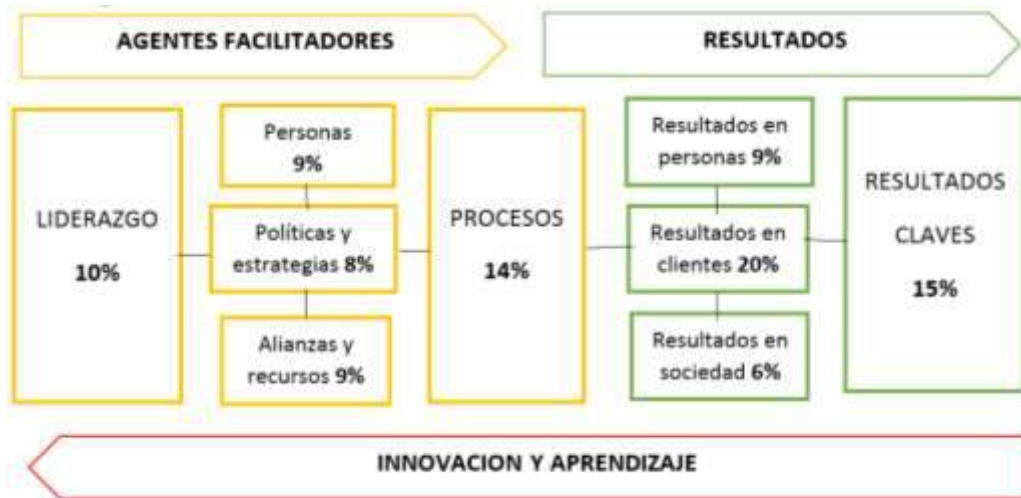 AGENTES FACILITADORES
RESULTADOS
LIDERAZGO
10%
Personas
9%
Políticas y
estrategias 8%
Alianzas y
recursos 9%
PROCESOS
14%
Resultados en
personas 9%
Resultados en
clientes 20%
Resultados en
sociedad 6%
RESULTADOS
CLAVES
15%
INNOVACION Y APRENDIZAJE